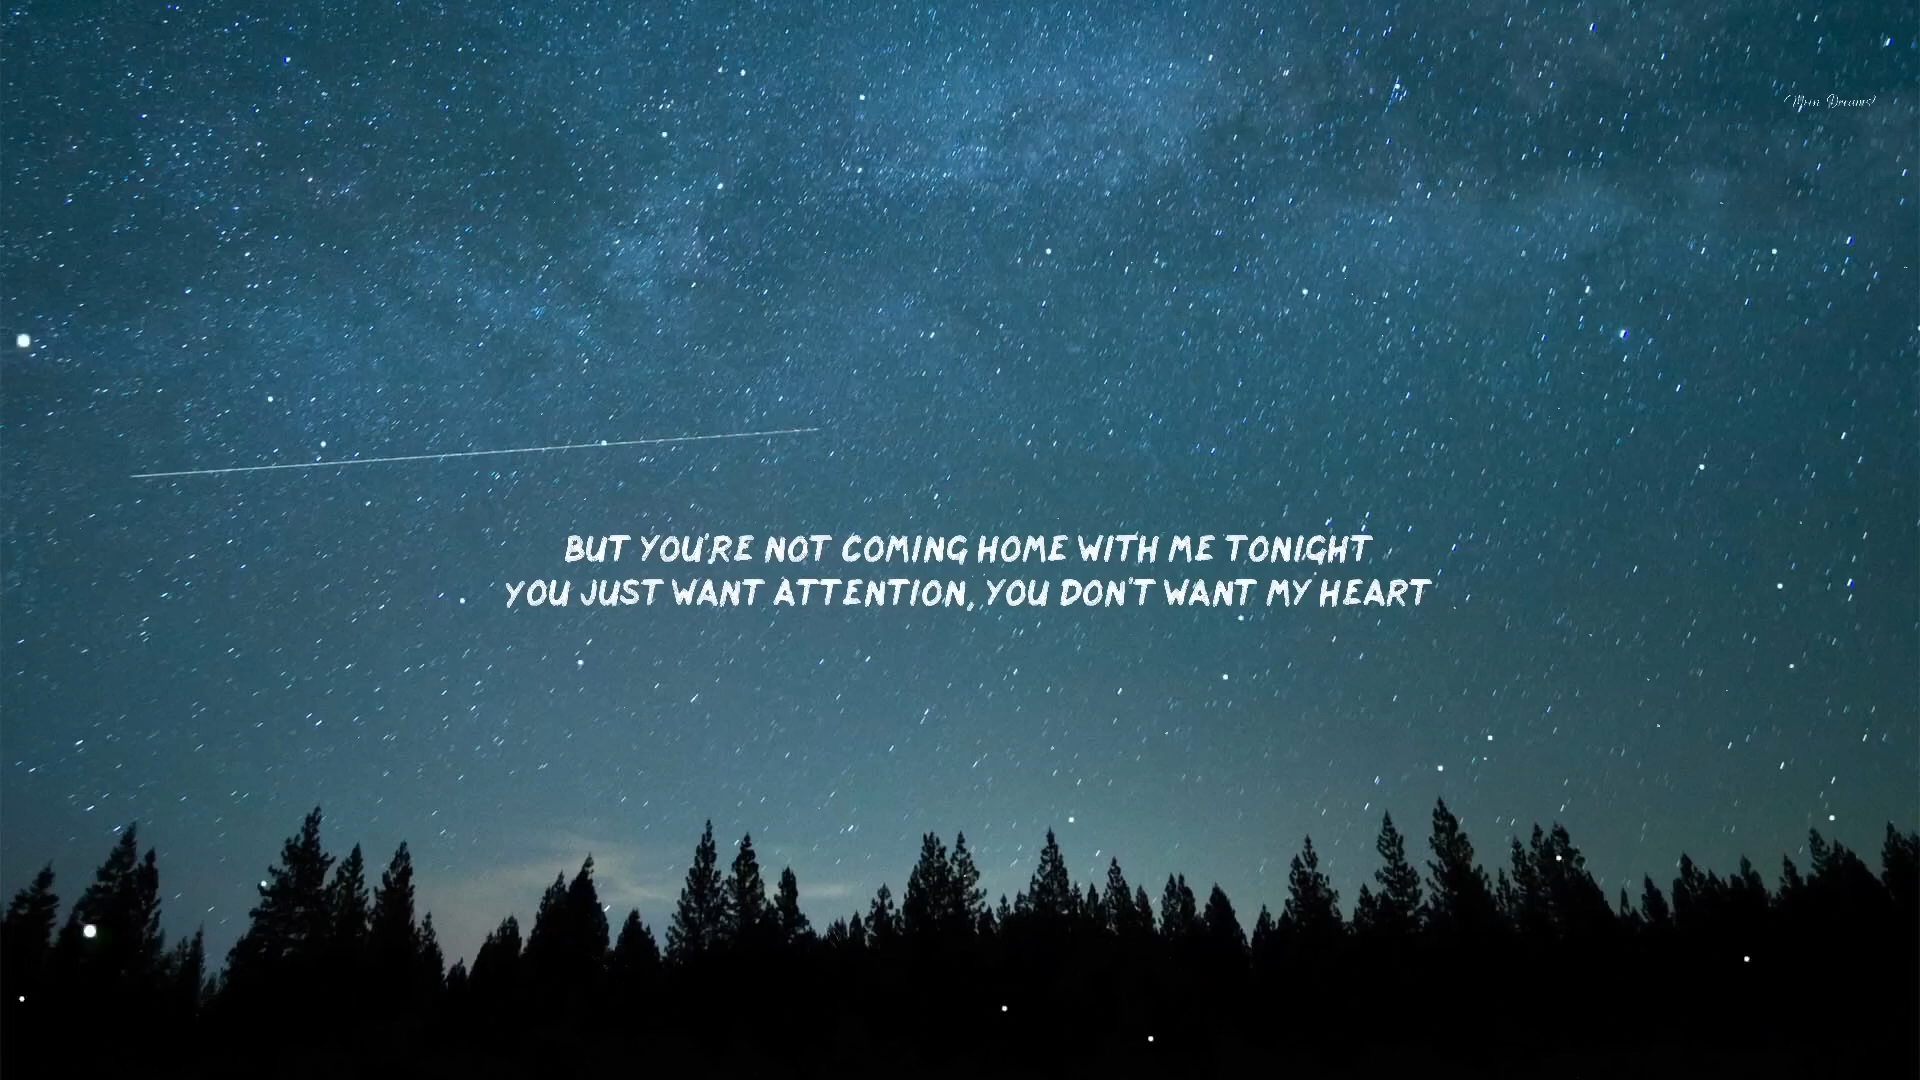 BUT YOU'RE NOT COMING HOME WITH ME TONIGHT
YOU JUST WANT ATTENTION, YOU DON'T WANT MY HEART